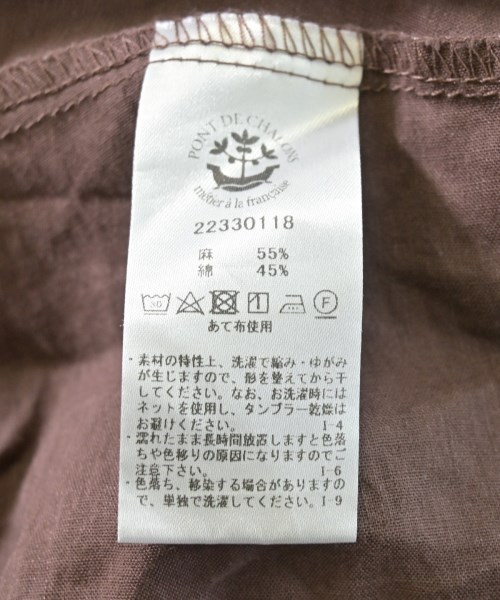 PONT DE CHALONS
métier à la française
22330118
麻 55%
綿 45%
あて布使用
・素材の特性上、洗濯で縮み・ゆがみ
が生じますので、形を整えてから干
してください。なお、お洗濯時には
ネットを使用し、タンブラー乾燥は
お避けください。 1-4
・濡れたまま長時間放置しますと色落
ちや色移りの原因になりますのでご
注意下さい。 1-6
・色落ち、移染する場合がありますの
で、単独で洗濯してください。1-9